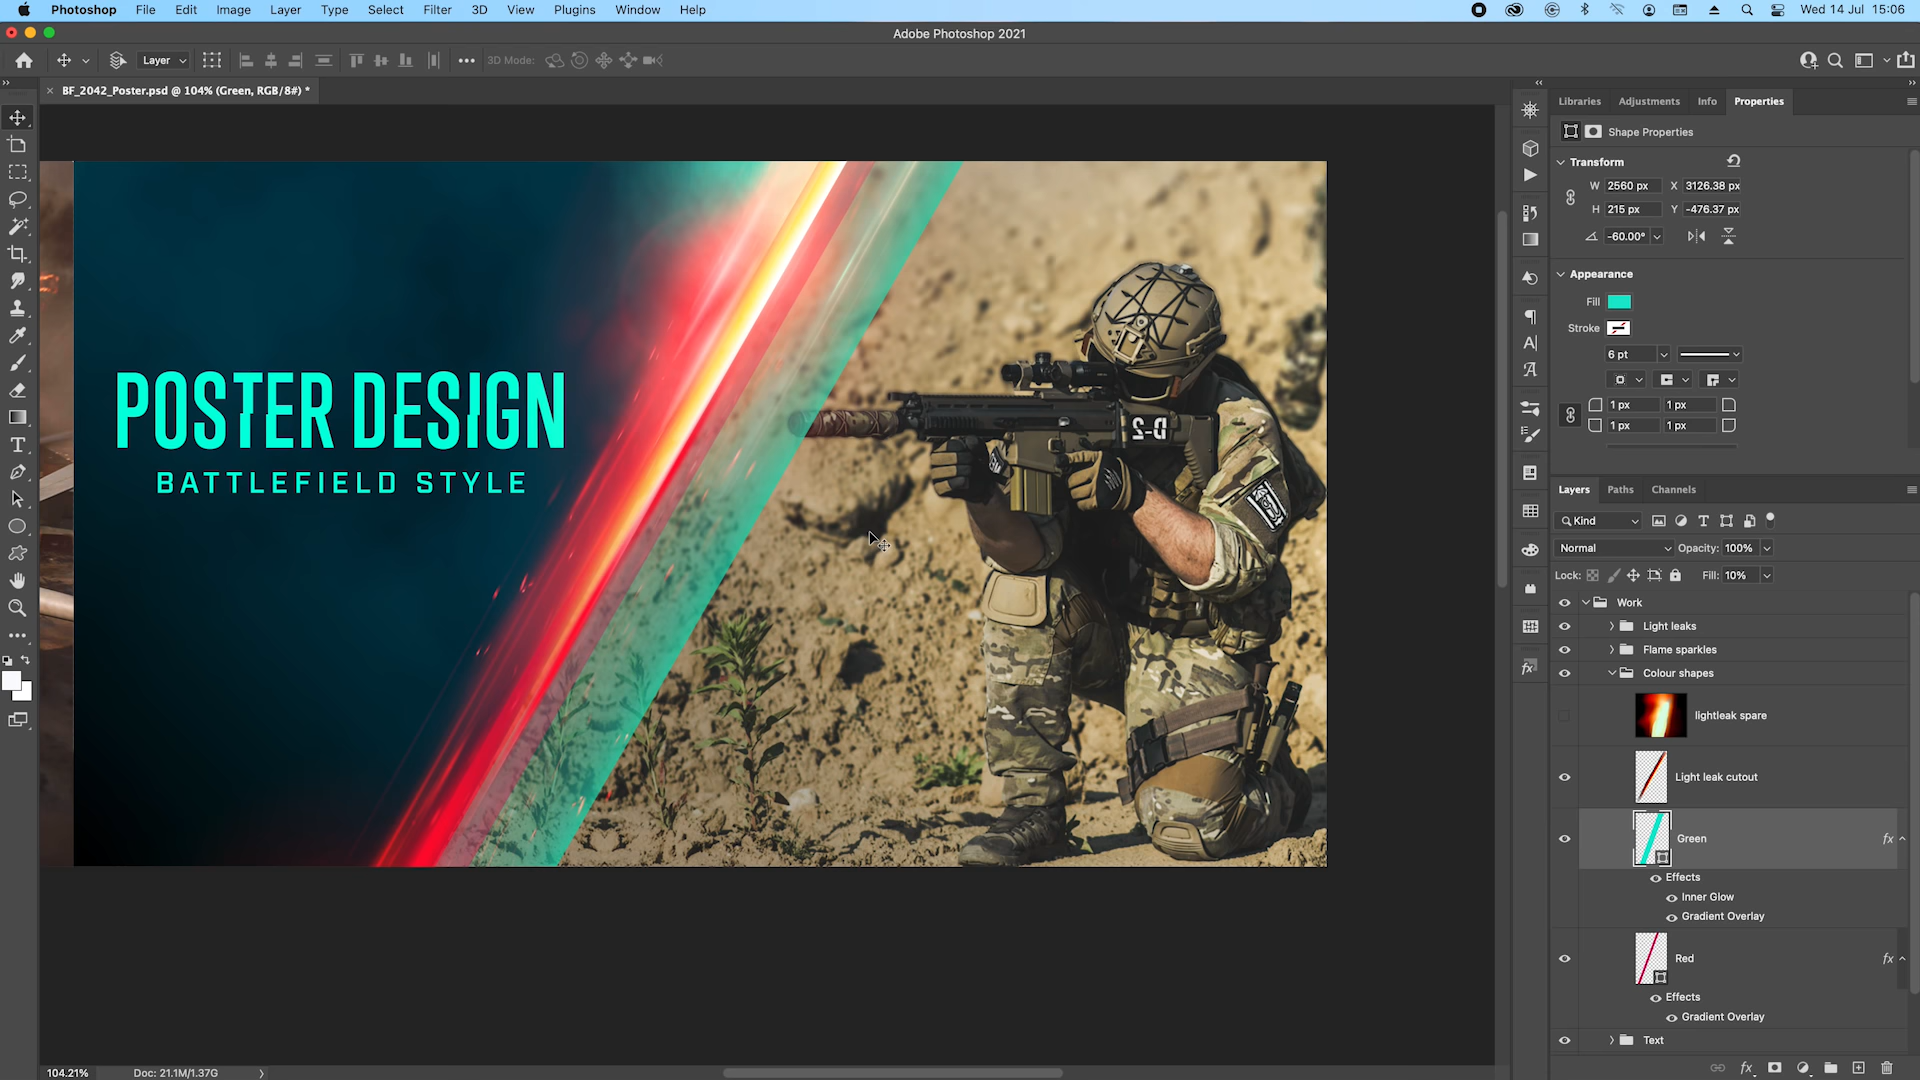 Photoshop File Edit Image Layer Type Select Filter 3D View Plugins Window Help Wed 14 Jul 15:06
Adobe Photoshop 2021
Layer 3D Mode:
BF_2042_Poster.psd @ 104% (Green, RGB/8#) *
Libraries Adjustments Info Properties
Shape Properties
Transform
W 2560 px X 3126.38 px
H 215 px Y -476.37 px
-60.00°
Appearance
Fill
Stroke
6 pt
1 px 1 px
1 px 1 px
POSTER DESIGN
BATTLEFIELD STYLE
D-2
Layers Paths Channels
Kind
Normal Opacity: 100%
Lock: Fill: 10%
Work
Light leaks
Flame sparkles
Colour shapes
lightleak spare
Light leak cutout
Green fx
Effects
Inner Glow
Gradient Overlay
Red fx
Effects
Gradient Overlay
Text
104.21% Doc: 21.1M/1.37G